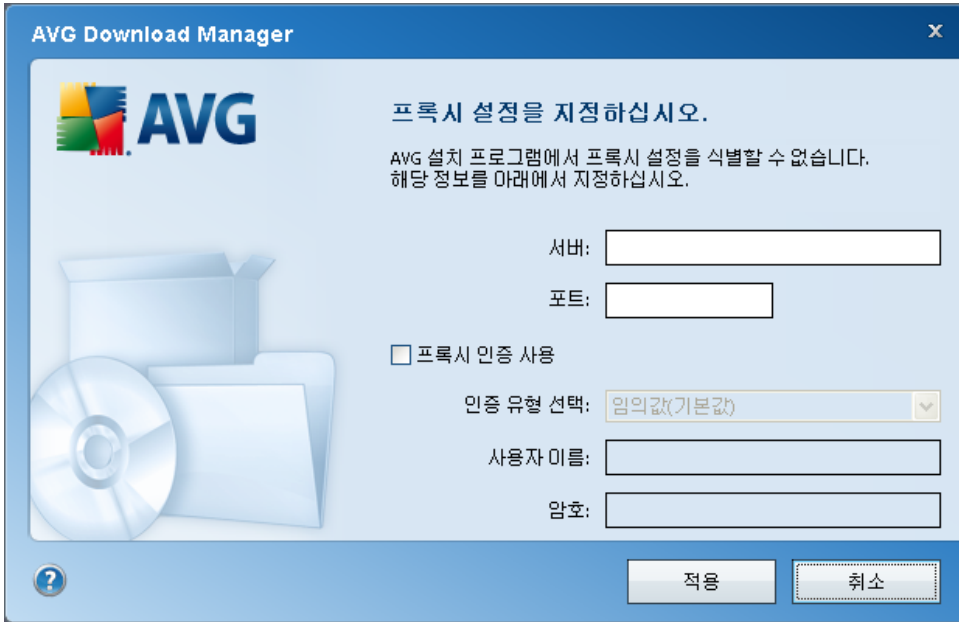 AVG Download Manager
x
AVG
프록시 설정을 지정하십시오.
AVG 설치 프로그램에서 프록시 설정을 식별할 수 없습니다.
해당 정보를 아래에서 지정하십시오.
서버:
포트:
프록시 인증 사용
인증 유형 선택: 임의값(기본값)
사용자 이름:
암호:
?
적용
취소